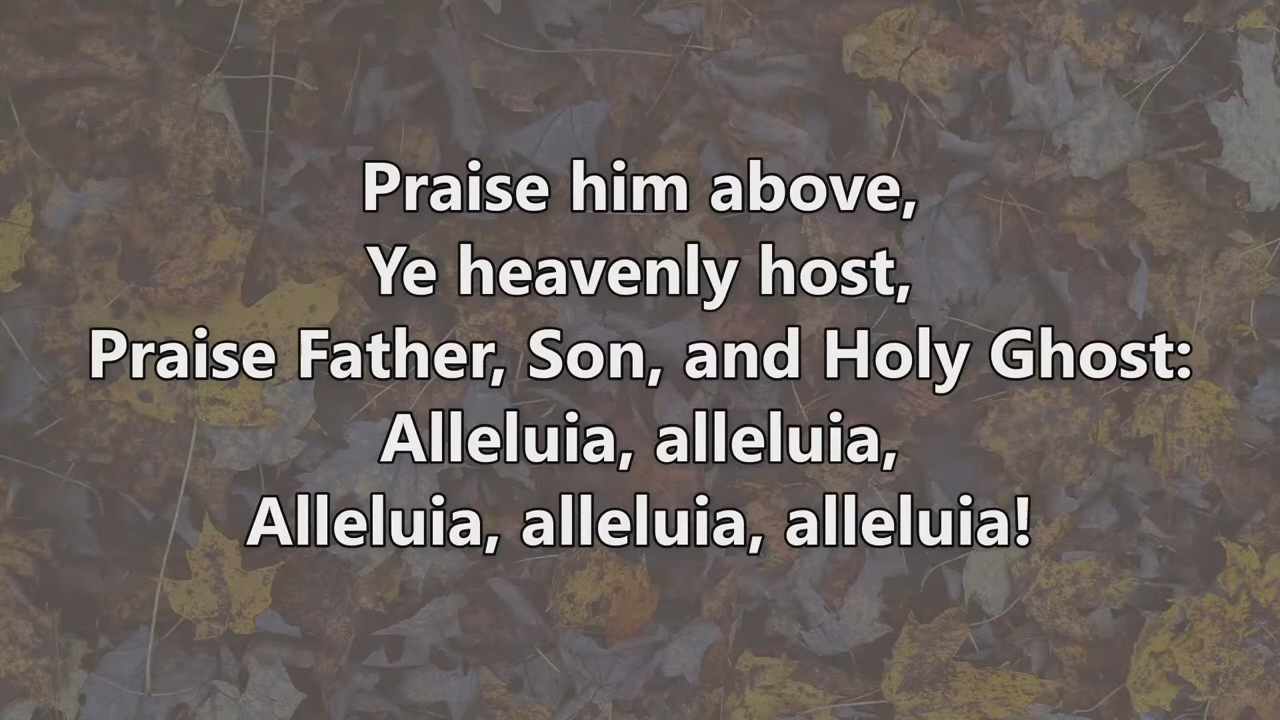 Praise him above,
Ye heavenly host,
Praise Father, Son, and Holy Ghost:
Alleluia, alleluia,
Alleluia, alleluia, alleluia!